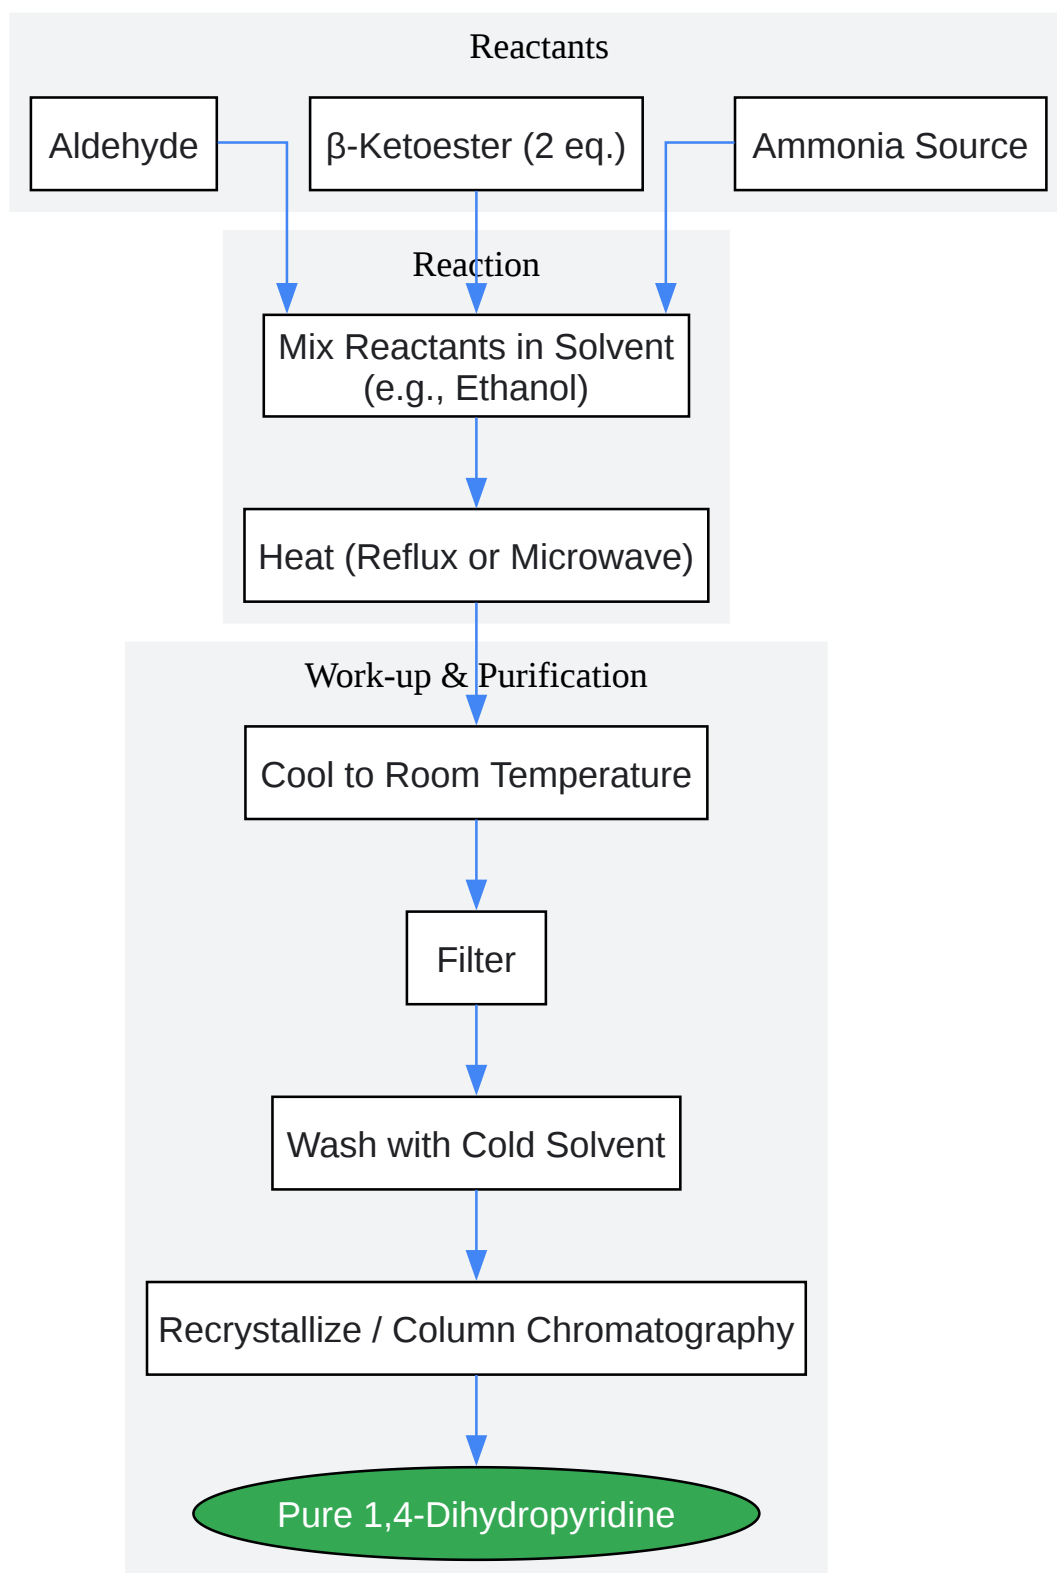 Reactants
Aldehyde
β-Ketoester (2 eq.)
Ammonia Source
Reaction
Mix Reactants in Solvent
(e.g., Ethanol)
Heat (Reflux or Microwave)
Work-up & Purification
Cool to Room Temperature
Filter
Wash with Cold Solvent
Recrystallize / Column Chromatography
Pure 1,4-Dihydropyridine